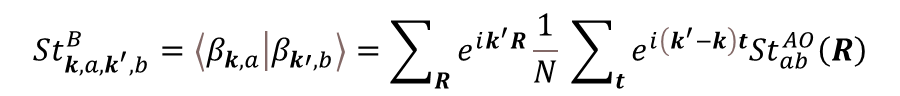 St^B_{k,a,k′,b} = ⟨β_{k,a}|β_{k′,b}⟩ = ∑_R e^{ik′R} 1/N ∑_t e^{i(k′−k)t} St^{AO}_{ab}(R)